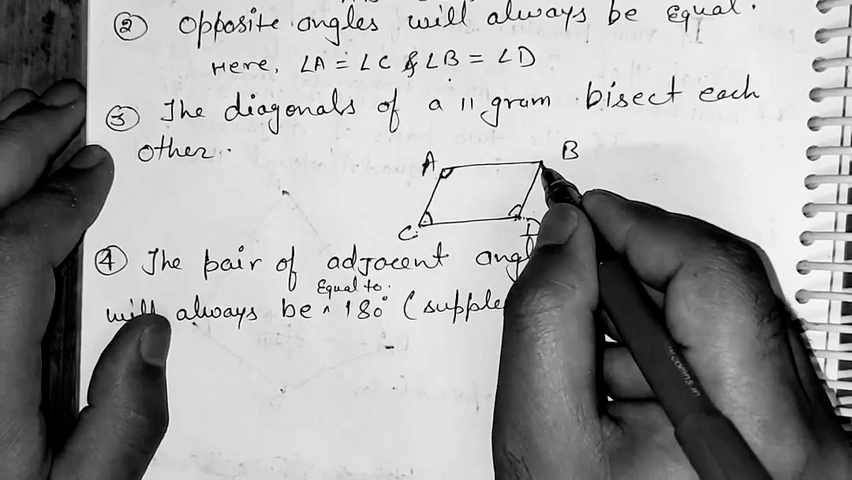 ② Opposite angles will always be equal.
Here, ∠A = ∠C & ∠B = ∠D
③ The diagonals of a || gram bisect each
other.
A B
C D
④ The pair of adjacent
Equal to
will always be ^ 180° (